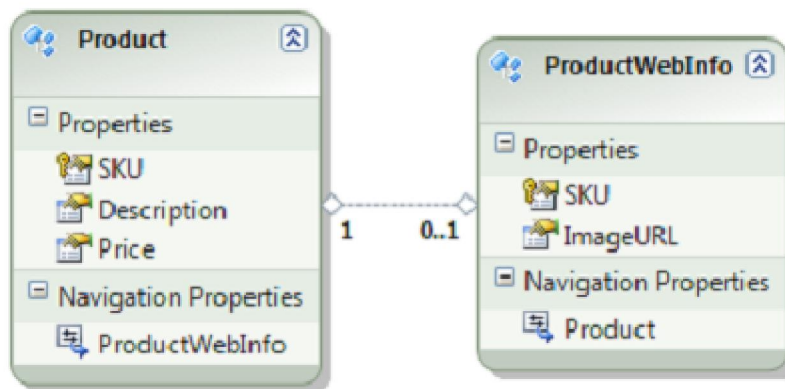 Product
Properties
SKU
Description
Price
Navigation Properties
ProductWebInfo
1
0..1
ProductWebInfo
Properties
SKU
ImageURL
Navigation Properties
Product